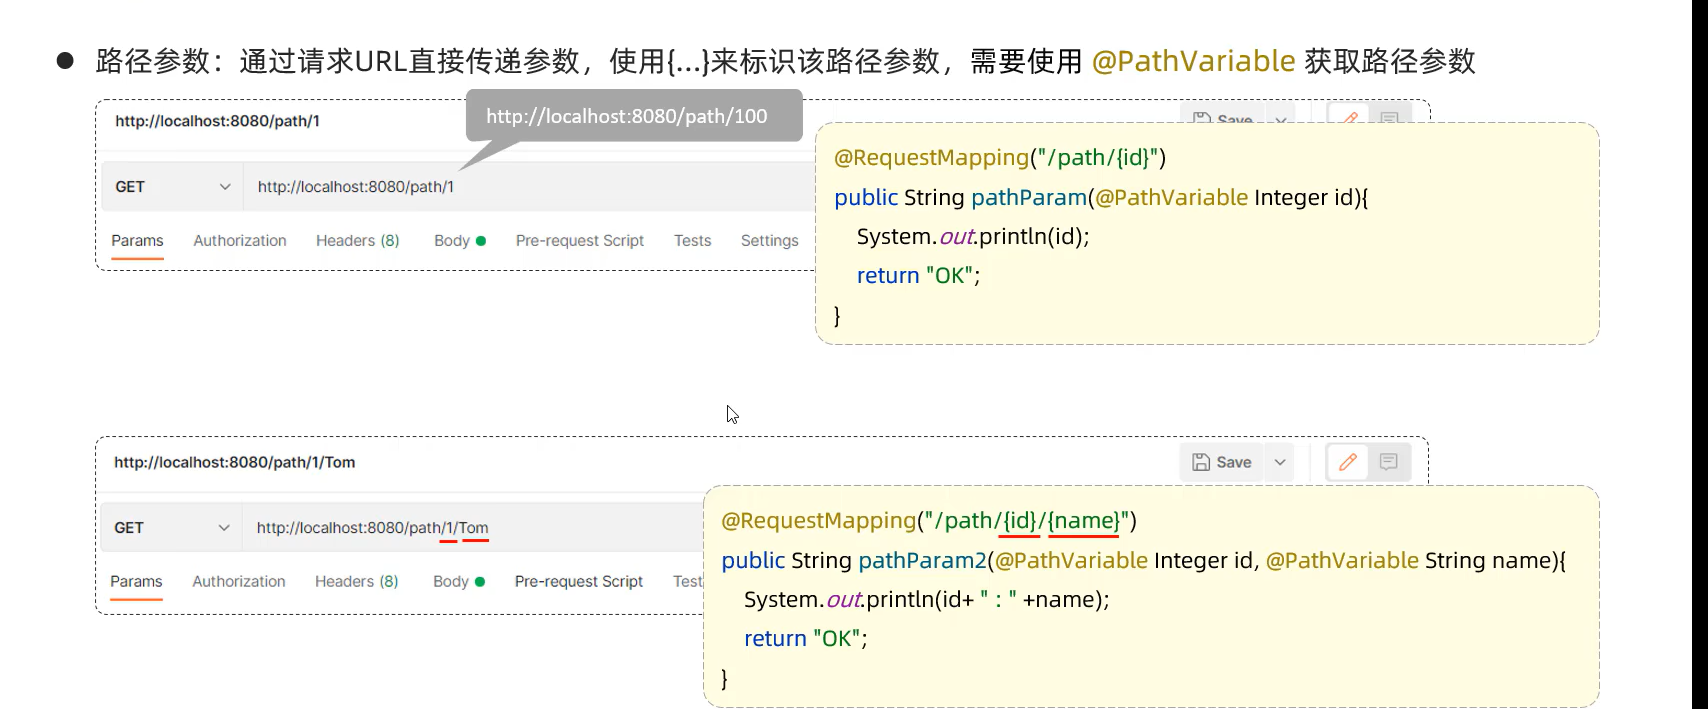 ● 路径参数：通过请求URL直接传递参数，使用{...}来标识该路径参数，需要使用 @PathVariable 获取路径参数
http://localhost:8080/path/1
http://localhost:8080/path/100
Save
GET
http://localhost:8080/path/1
Params Authorization Headers (8) Body Pre-request Script Tests Settings
@RequestMapping("/path/{id}")
public String pathParam(@PathVariable Integer id){
System.out.println(id);
return "OK";
}
http://localhost:8080/path/1/Tom
Save
GET
http://localhost:8080/path/1/Tom
Params Authorization Headers (8) Body Pre-request Script Test
@RequestMapping("/path/{id}/{name}")
public String pathParam2(@PathVariable Integer id, @PathVariable String name){
System.out.println(id+ " : " +name);
return "OK";
}